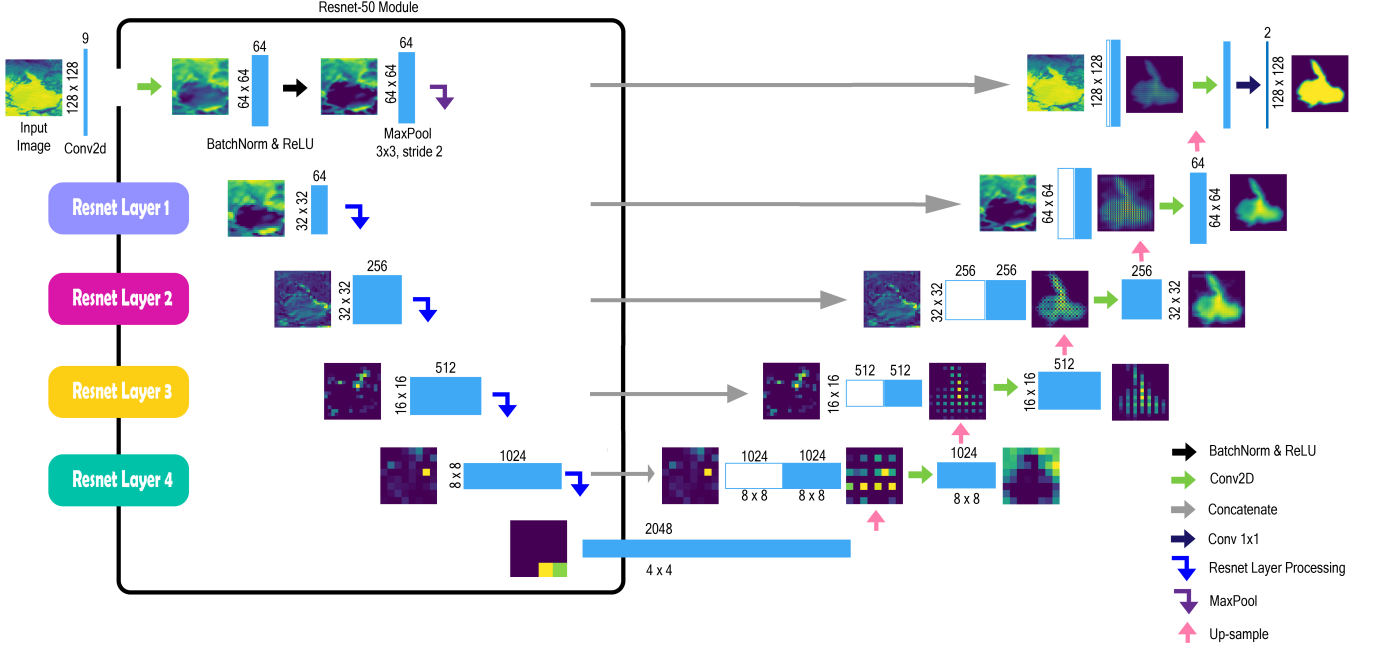 Resnet-50 Module
9
128 x 128
Input
Image
Conv2d
64
64 x 64
BatchNorm & ReLU
64
64 x 64
MaxPool
3x3, stride 2
128 x 128
2
128 x 128
Resnet Layer 1
64
32 x 32
64 x 64
64
64 x 64
Resnet Layer 2
256
32 x 32
256
256
32 x 32
256
32 x 32
Resnet Layer 3
512
16 x 16
512
512
16 x 16
512
16 x 16
Resnet Layer 4
1024
8 x 8
1024
1024
8 x 8
8 x 8
1024
8 x 8
2048
4 x 4
BatchNorm & ReLU
Conv2D
Concatenate
Conv 1x1
Resnet Layer Processing
MaxPool
Up-sample